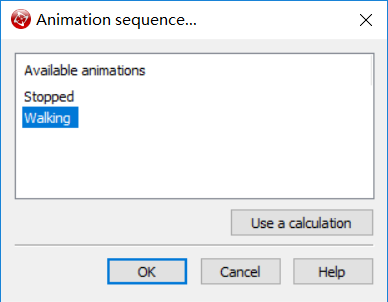 Animation sequence...
Available animations
Stopped
Walking
Use a calculation
OK
Cancel
Help